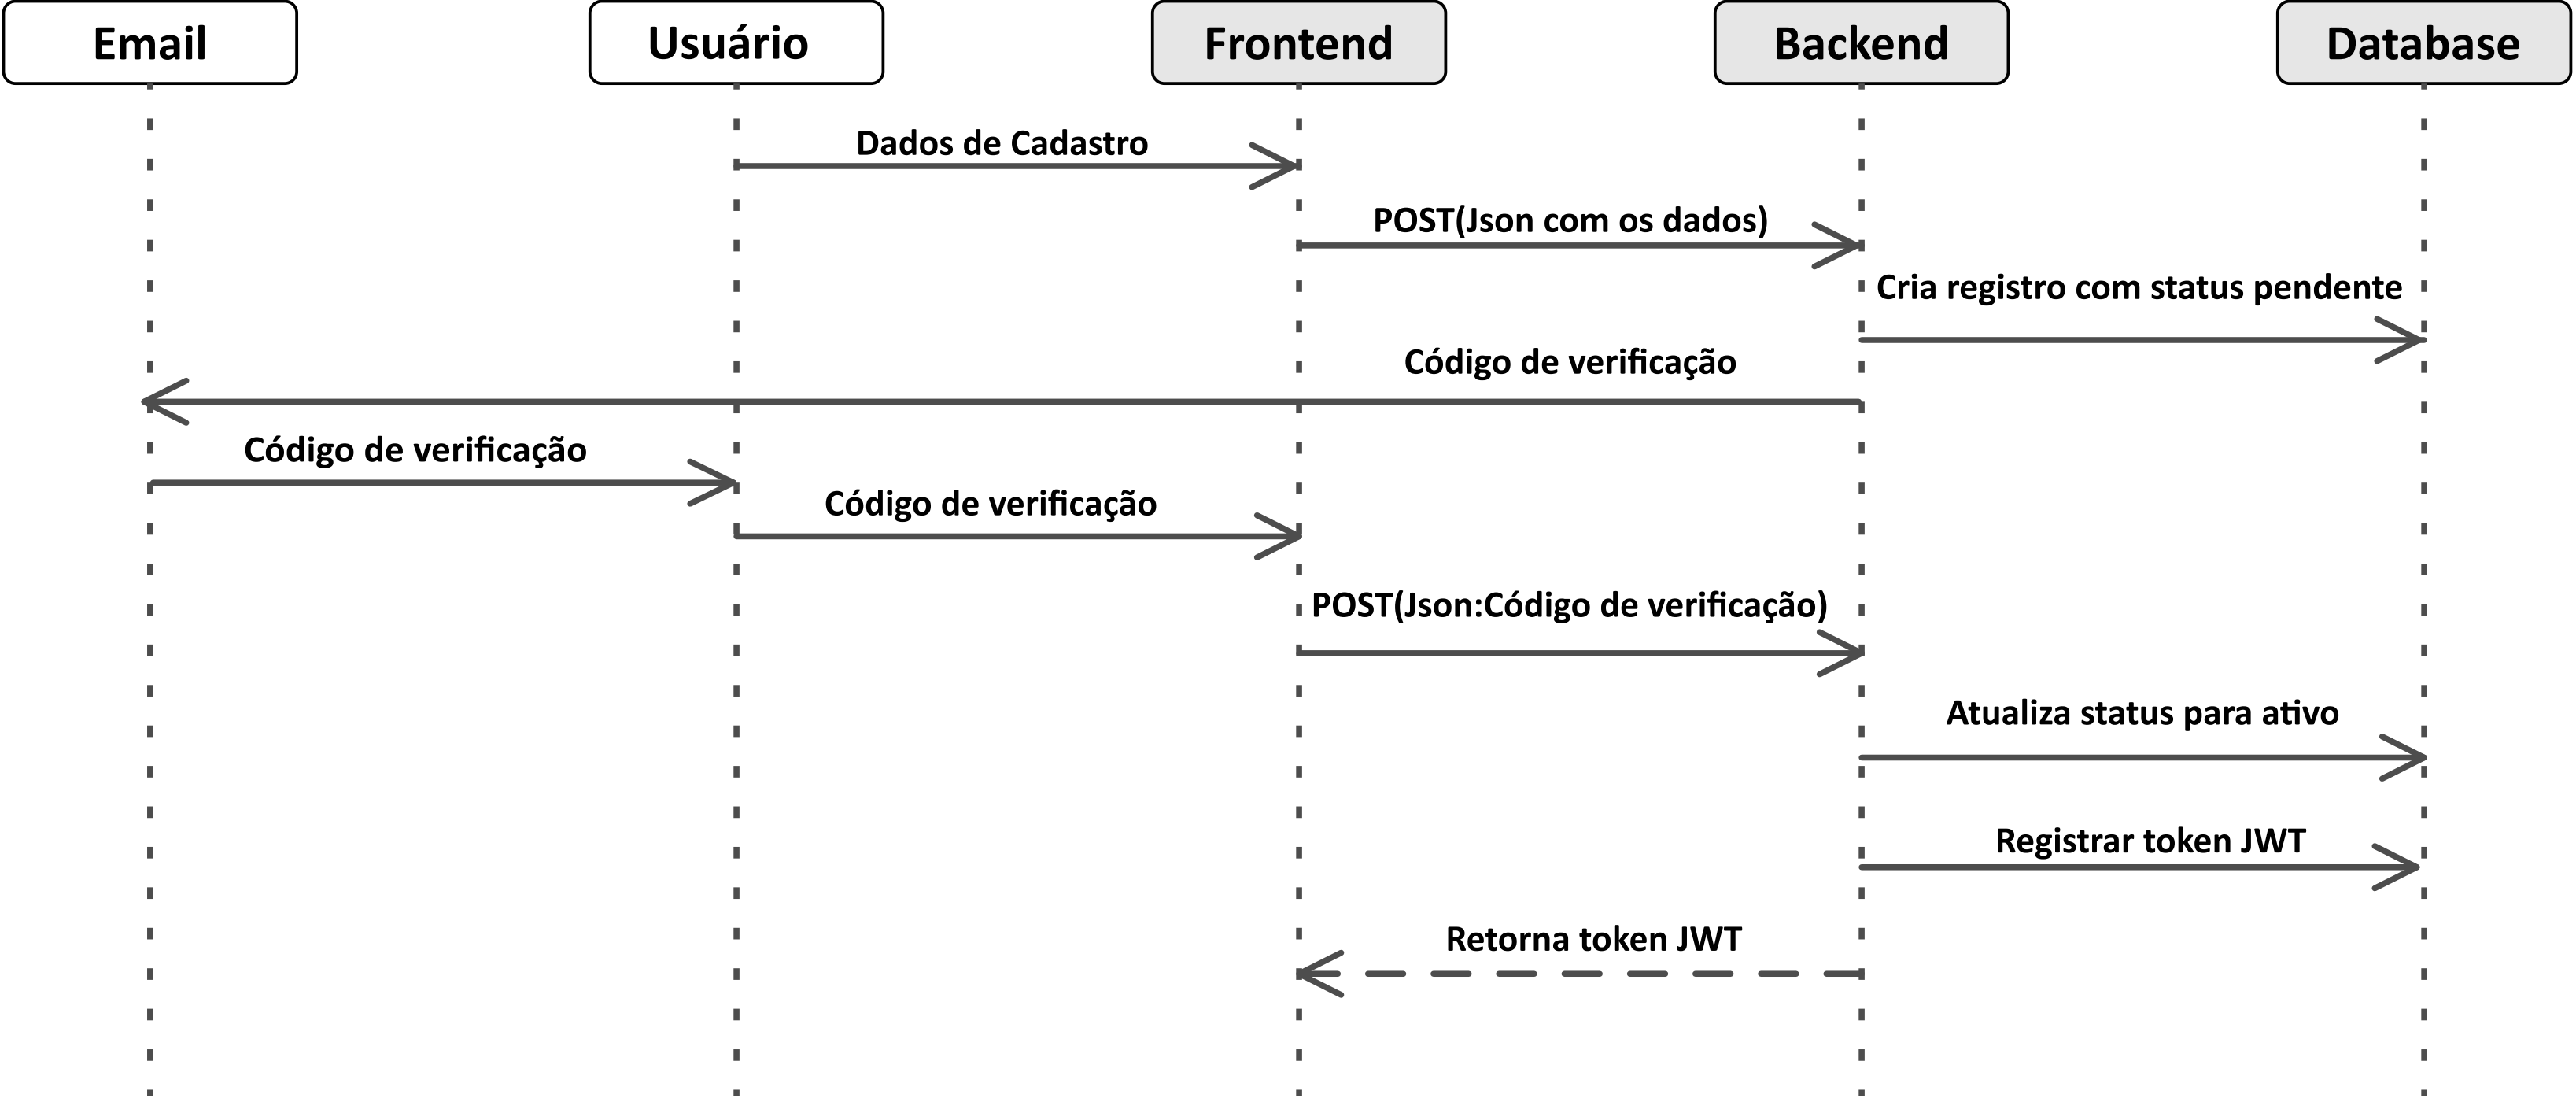 Email
Usuário
Frontend
Backend
Database
Dados de Cadastro
POST(Json com os dados)
Cria registro com status pendente
Código de verificação
Código de verificação
Código de verificação
POST(Json:Código de verificação)
Atualiza status para ativo
Registrar token JWT
Retorna token JWT